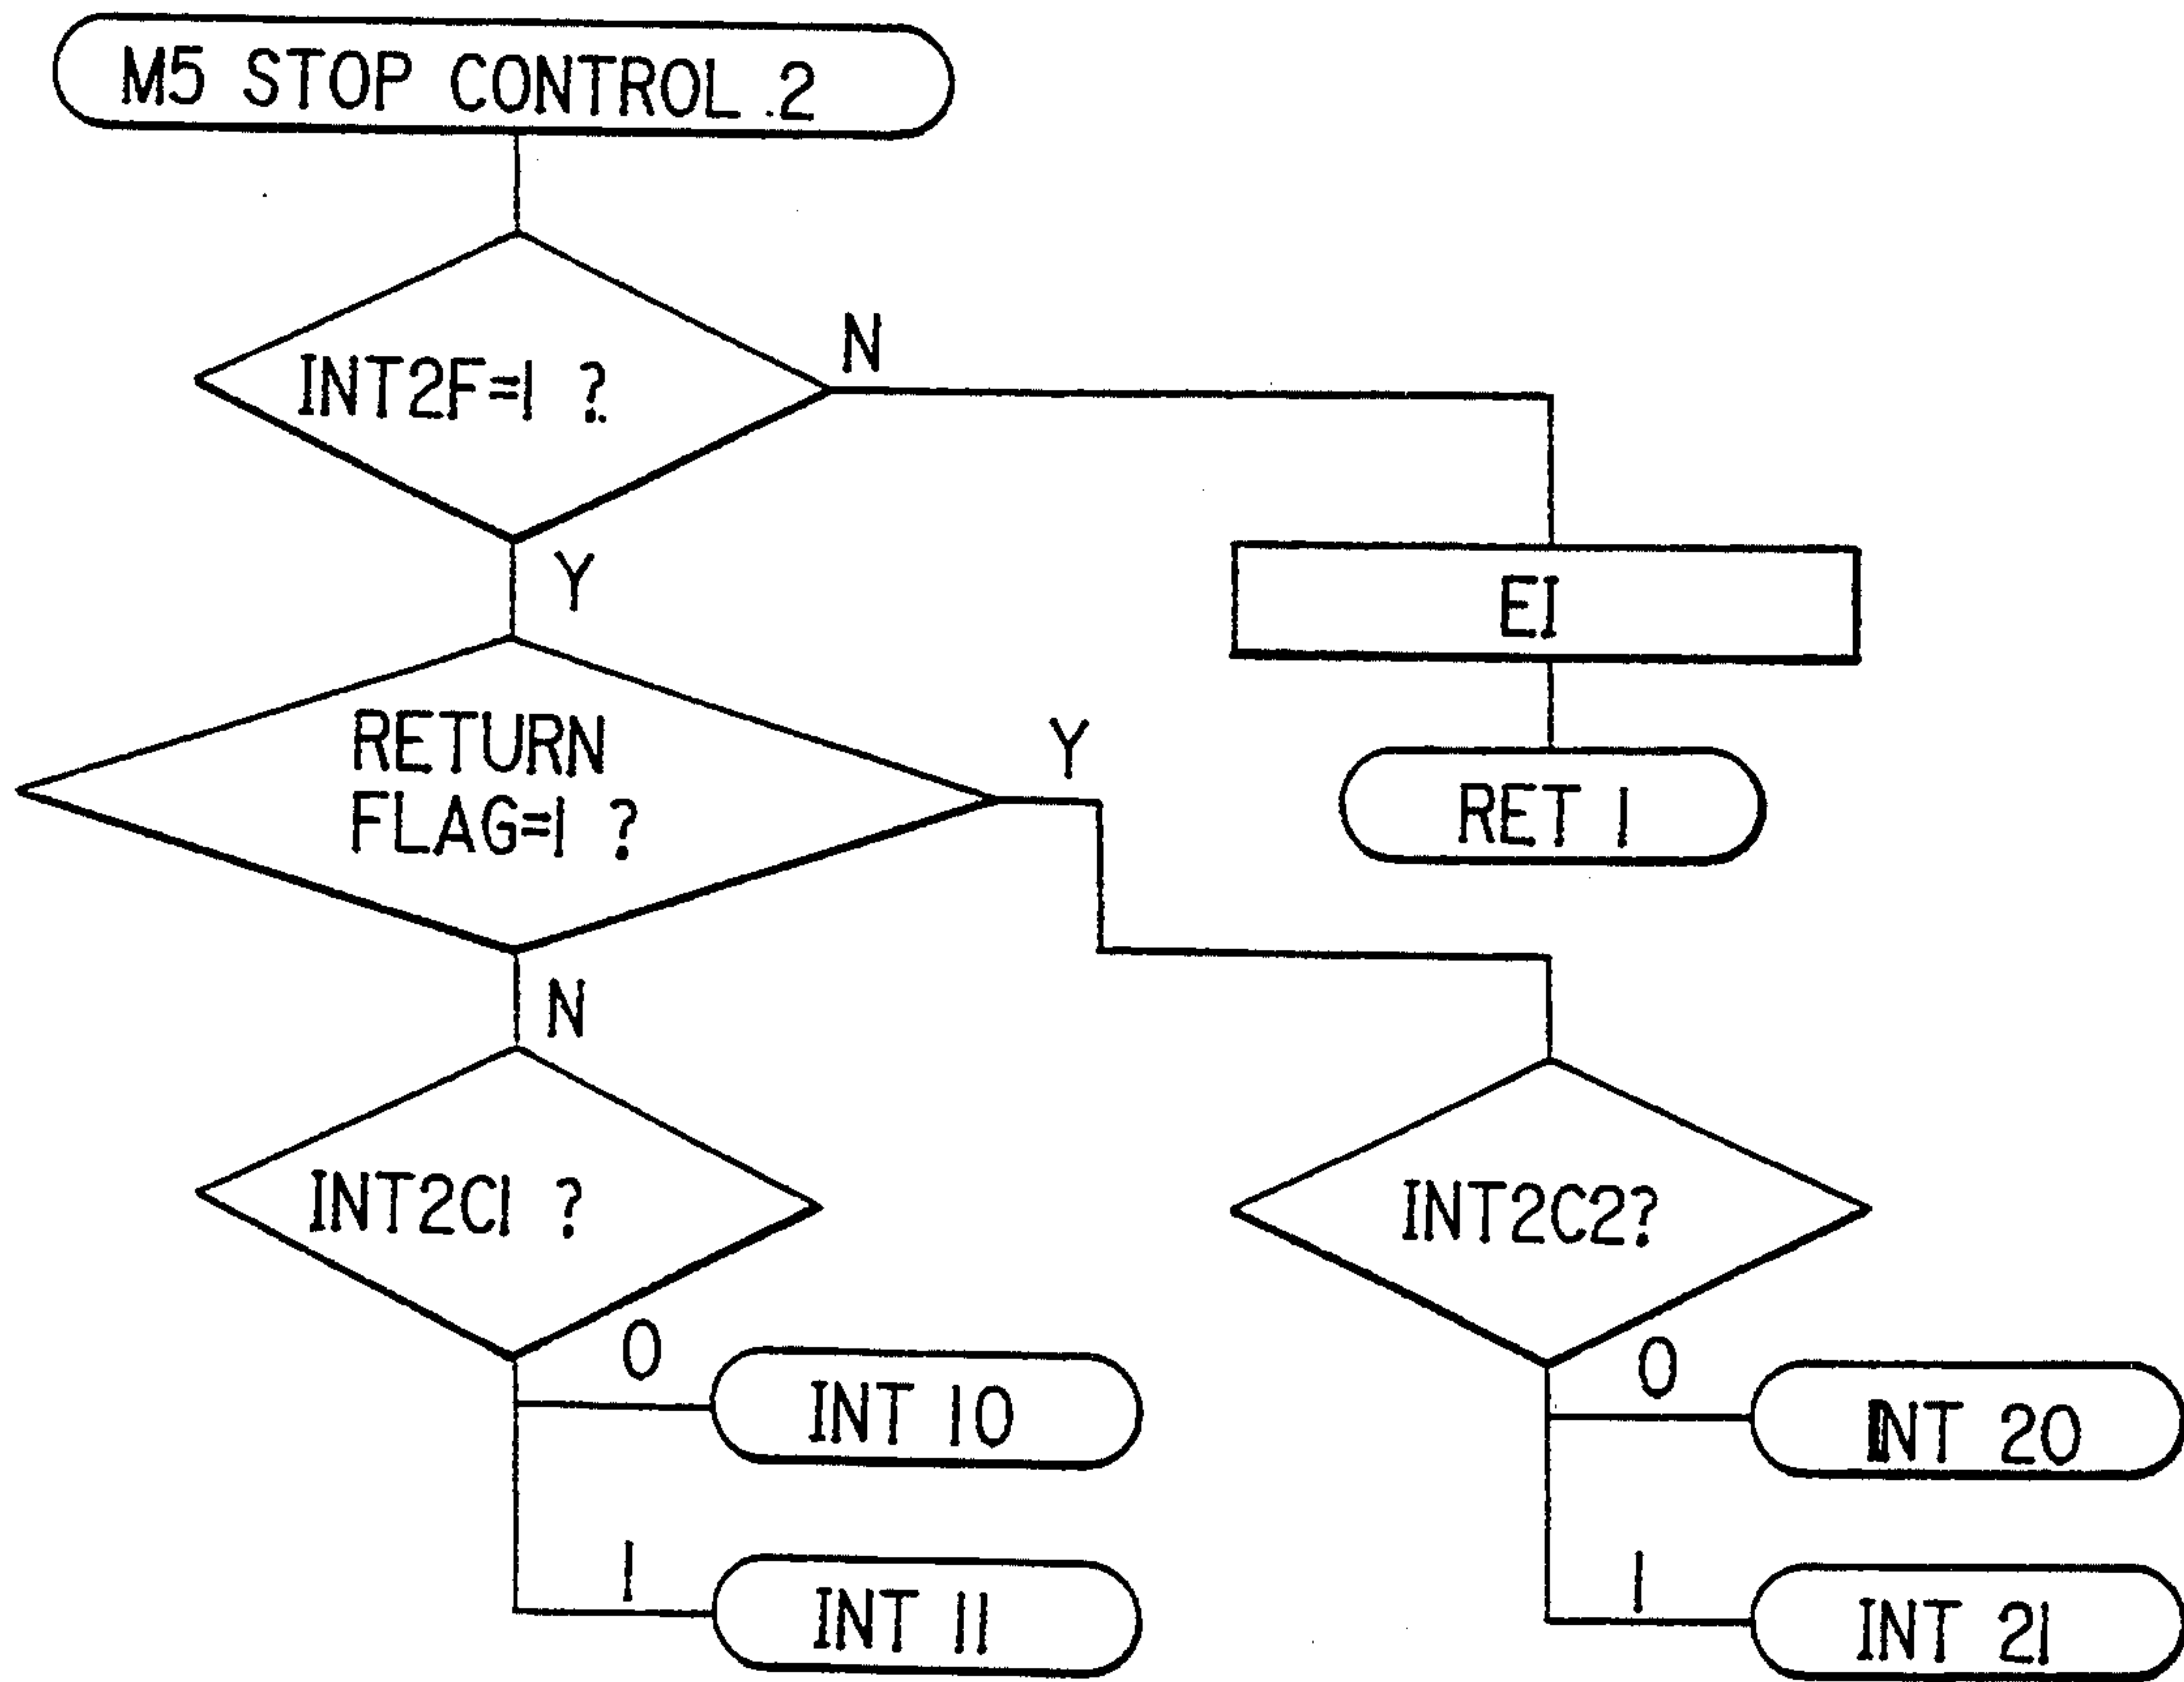 M5 STOP CONTROL .2
INT2F=1 ?
N
Y
EI
RETURN
FLAG=1 ?
Y
RET 1
N
INT2C1 ?
INT2C2?
0
INT 10
0
INT 20
1
INT 11
1
INT 21